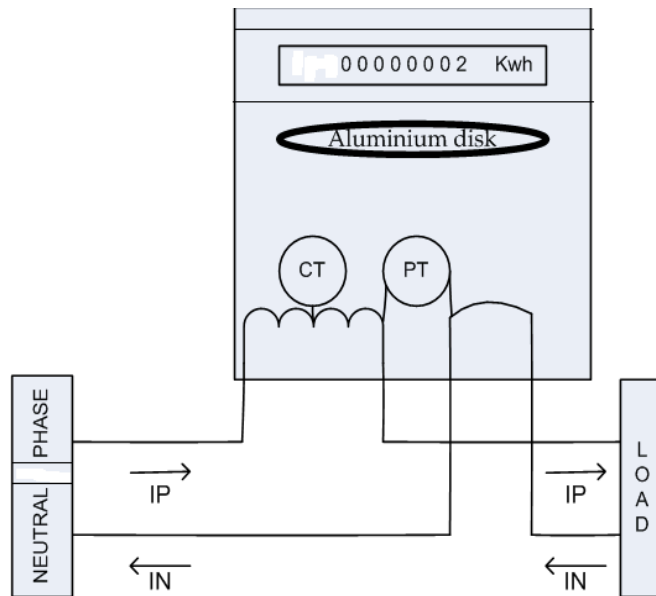 00000002 Kwh
Aluminium disk
CT
PT
PHASE
NEUTRAL
IP
IN
IP
IN
LOAD